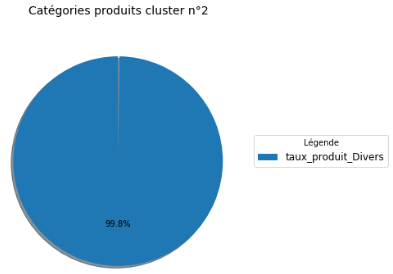 Catégories produits cluster n°2
Légende
taux_produit_Divers
99.8%